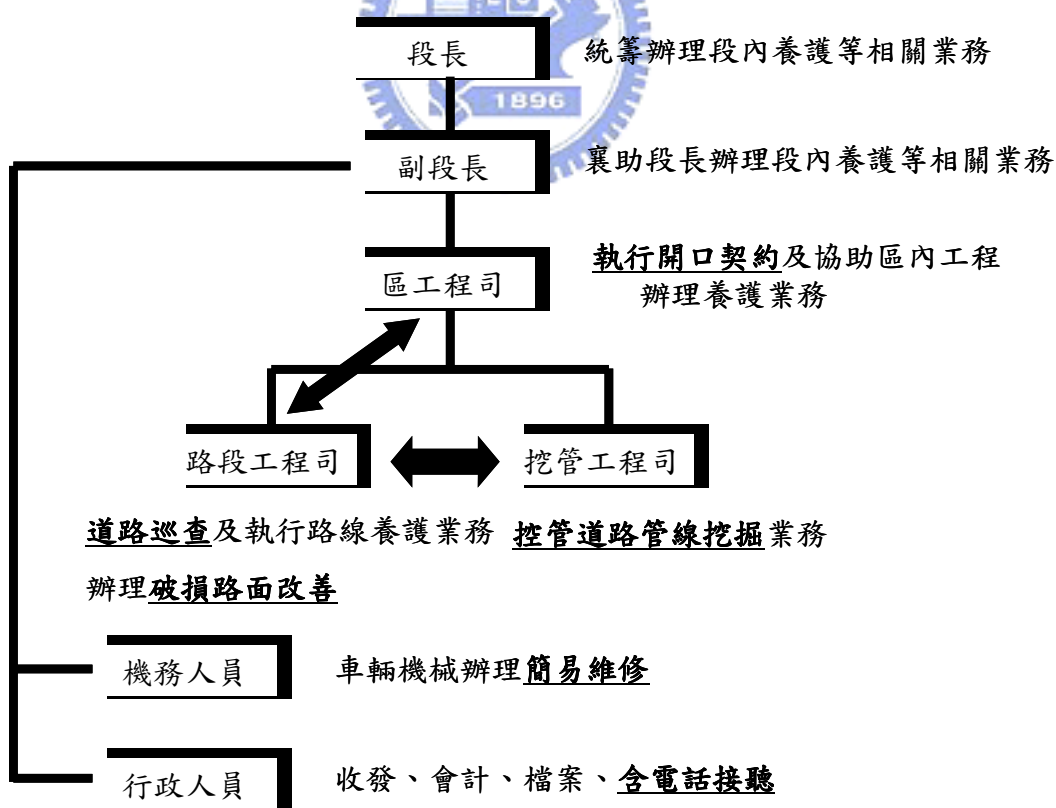 段長
統籌辦理段內養護等相關業務
1896
副段長
襄助段長辦理段內養護等相關業務
區工程司
執行開口契約及協助區內工程
辦理養護業務
路段工程司
挖管工程司
道路巡查及執行路線養護業務
控管道路管線挖掘業務
辦理破損路面改善
機務人員
車輛機械辦理簡易維修
行政人員
收發、會計、檔案、含電話接聽